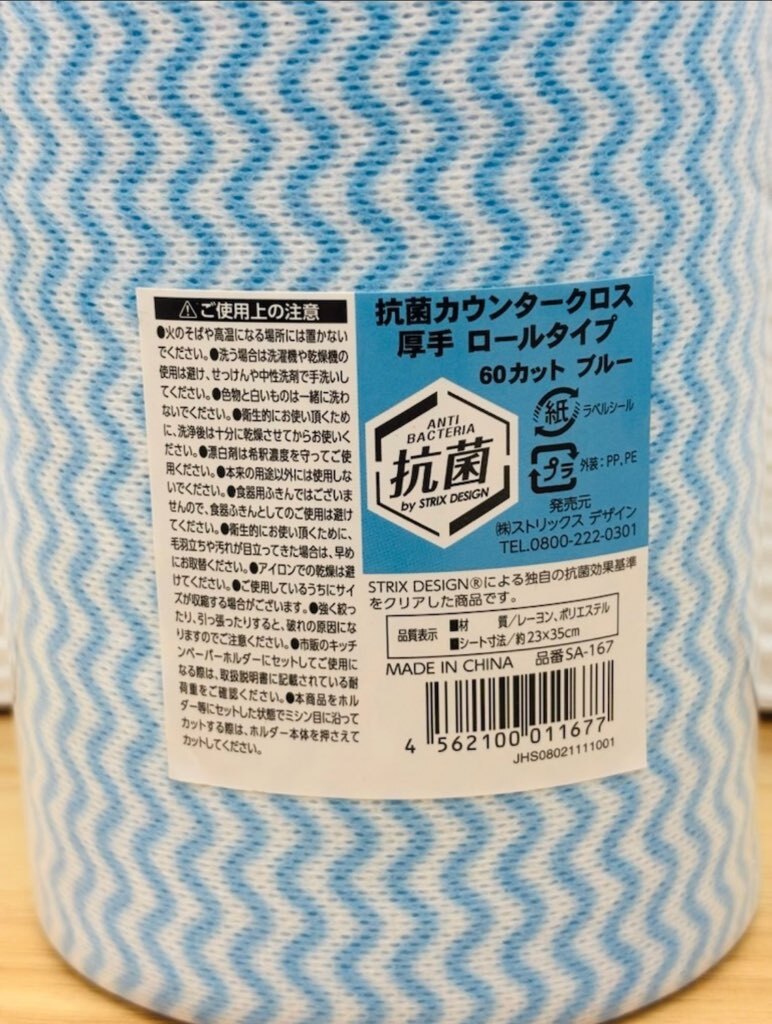 ⚠ご使用上の注意
●火のそばや高温になる場所には置かない
でください。●洗う場合は洗濯機や乾燥機の
使用は避け、せっけんや中性洗剤で手洗いし
てください。●色物と白いものは一緒に洗わ
ないでください。●衛生的にお使い頂くため
に、洗浄後は十分に乾燥させてからお使いく
ださい。●漂白剤は希釈濃度を守ってご使
用ください。●本来の用途以外には使用しな
いでください。●食器用ふきんではございま
せんので、食器ふきんとしてのご使用は避け
てください。●衛生的にお使い頂くために、
毛羽立ちや汚れが目立ってきた場合は、早め
にお取替ください。●アイロンでの乾燥は避
けてください。●ご使用しているうちにサイ
ズが収縮する場合がございます。●強く絞っ
たり、引っ張ったりすると、破れの原因にな
りますのでご注意ください。●市販のキッチ
ンペーパーホルダーにセットしてご使用に
なる際は、取扱説明書に記載されている耐
荷重をご確認ください。●本商品をホル
ダー等にセットした状態でミシン目に沿って
カットする際は、ホルダー本体を押さえて
カットしてください。
抗菌カウンタークロス
厚手 ロールタイプ
60カット ブルー
ANTI
BACTERIA
抗菌
by STRIX DESIGN
紙 ラベルシール
プラ 外装:PP、PE
発売元
㈱ストリックス デザイン
TEL.0800-222-0301
STRIX DESIGN®による独自の抗菌効果基準
をクリアした商品です。
品質表示
■材 質/レーヨン、ポリエステル
■シート寸法/約23×35cm
MADE IN CHINA 品番SA-167
4 562100 011677
JHS08021111001